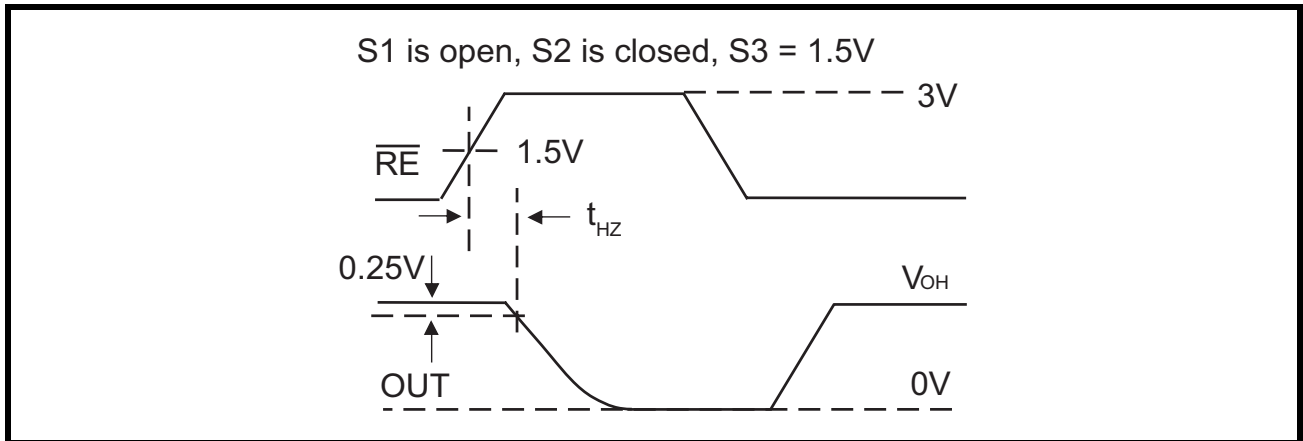 S1 is open, S2 is closed, S3 = 1.5V
3V
RE
1.5V
tHZ
0.25V
VOH
OUT
0V